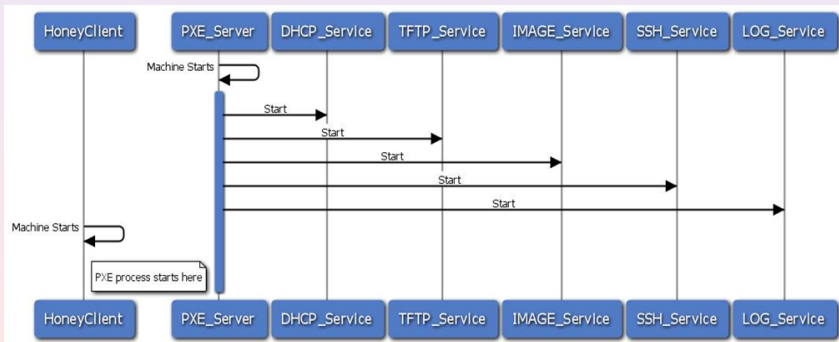 HoneyClient
PXE_Server
DHCP_Service
TFTP_Service
IMAGE_Service
SSH_Service
LOG_Service
Machine Starts
Start
Start
Start
Start
Start
Machine Starts
PXE process starts here
HoneyClient
PXE_Server
DHCP_Service
TFTP_Service
IMAGE_Service
SSH_Service
LOG_Service